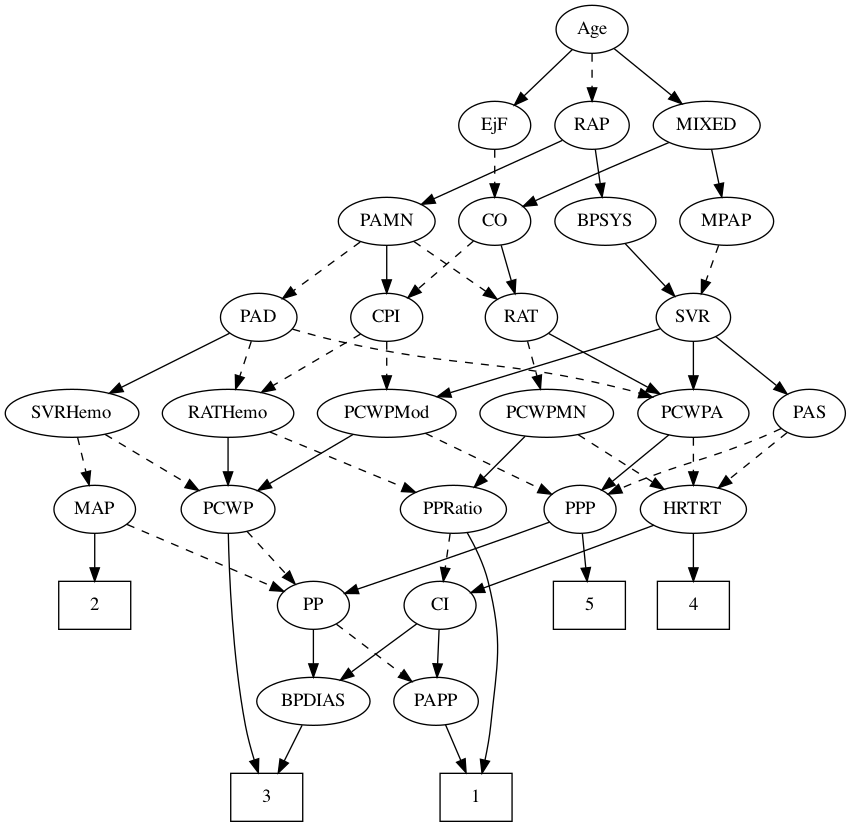 Age
EjF
RAP
MIXED
PAMN
CO
BPSYS
MPAP
PAD
CPI
RAT
SVR
SVRHemo
RATHemo
PCWPMod
PCWPMN
PCWPA
PAS
MAP
PCWP
PPRatio
PPP
HRTRT
2
PP
CI
5
4
BPDIAS
PAPP
3
1